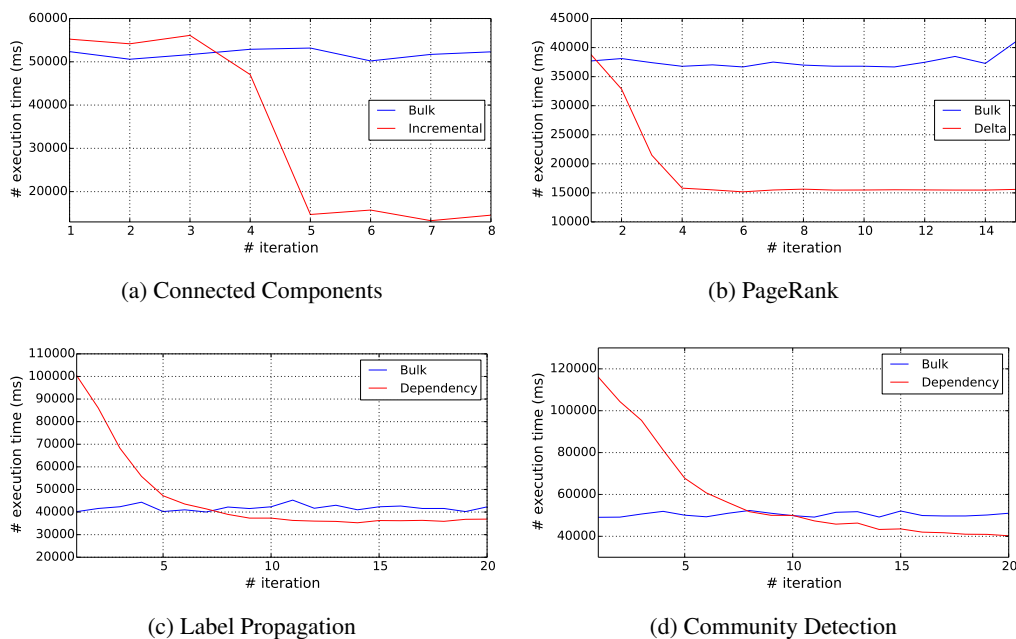 60000
50000
40000
30000
20000
# execution time (ms)
Bulk
Incremental
1 2 3 4 5 6 7 8
# iteration
(a) Connected Components
45000
40000
35000
30000
25000
20000
15000
10000
# execution time (ms)
Bulk
Delta
2 4 6 8 10 12 14
# iteration
(b) PageRank
110000
100000
90000
80000
70000
60000
50000
40000
30000
20000
# execution time (ms)
Bulk
Dependency
5 10 15 20
# iteration
(c) Label Propagation
120000
100000
80000
60000
40000
# execution time (ms)
Bulk
Dependency
5 10 15 20
# iteration
(d) Community Detection